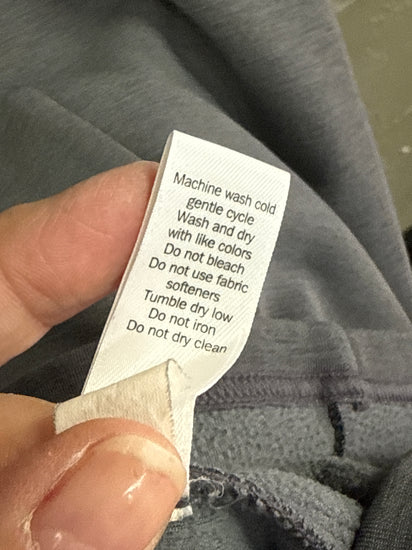 Machine wash cold
gentle cycle
Wash and dry
with like colors
Do not bleach
Do not use fabric
softeners
Tumble dry low
Do not iron
Do not dry clean